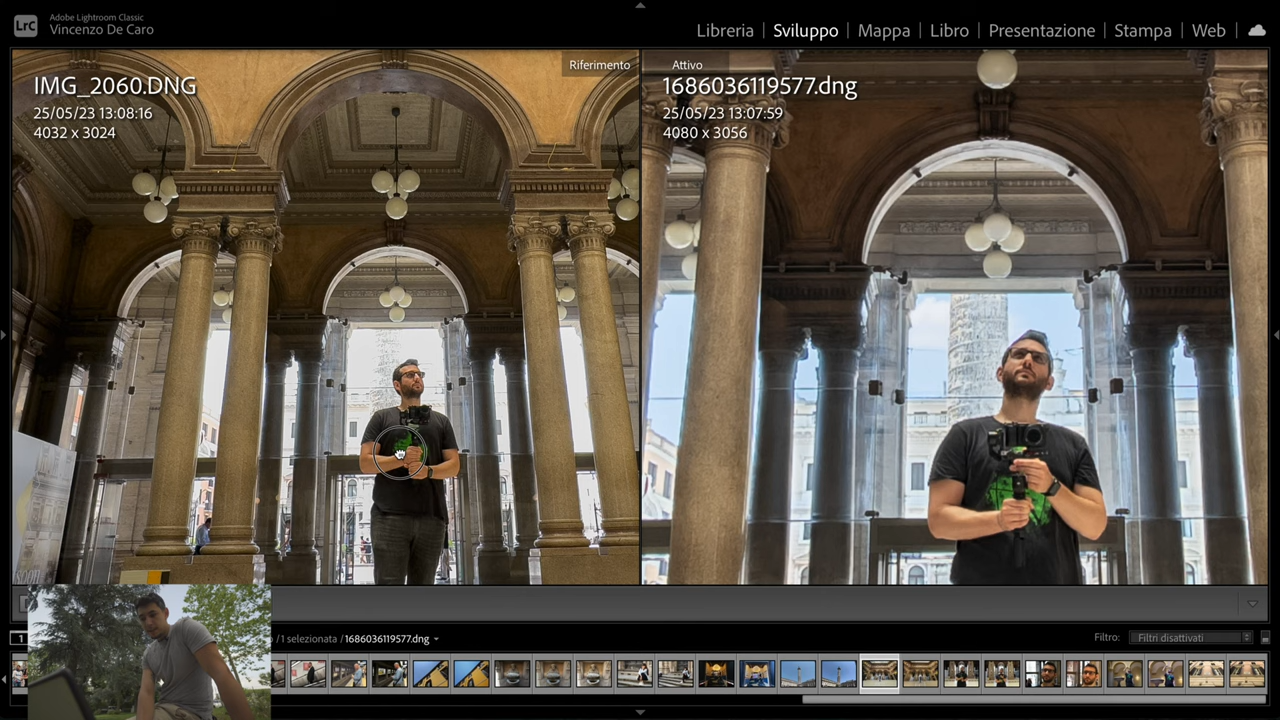 LrC
Adobe Lightroom Classic
Vincenzo De Caro
Libreria | Sviluppo | Mappa | Libro | Presentazione | Stampa | Web
Riferimento
IMG_2060.DNG
25/05/23 13:08:16
4032 x 3024
Attivo
1686036119577.dng
25/05/23 13:07:59
4080 x 3056
soon
1
/1 selezionata /1686036119577.dng
Filtro:
Filtri disattivati